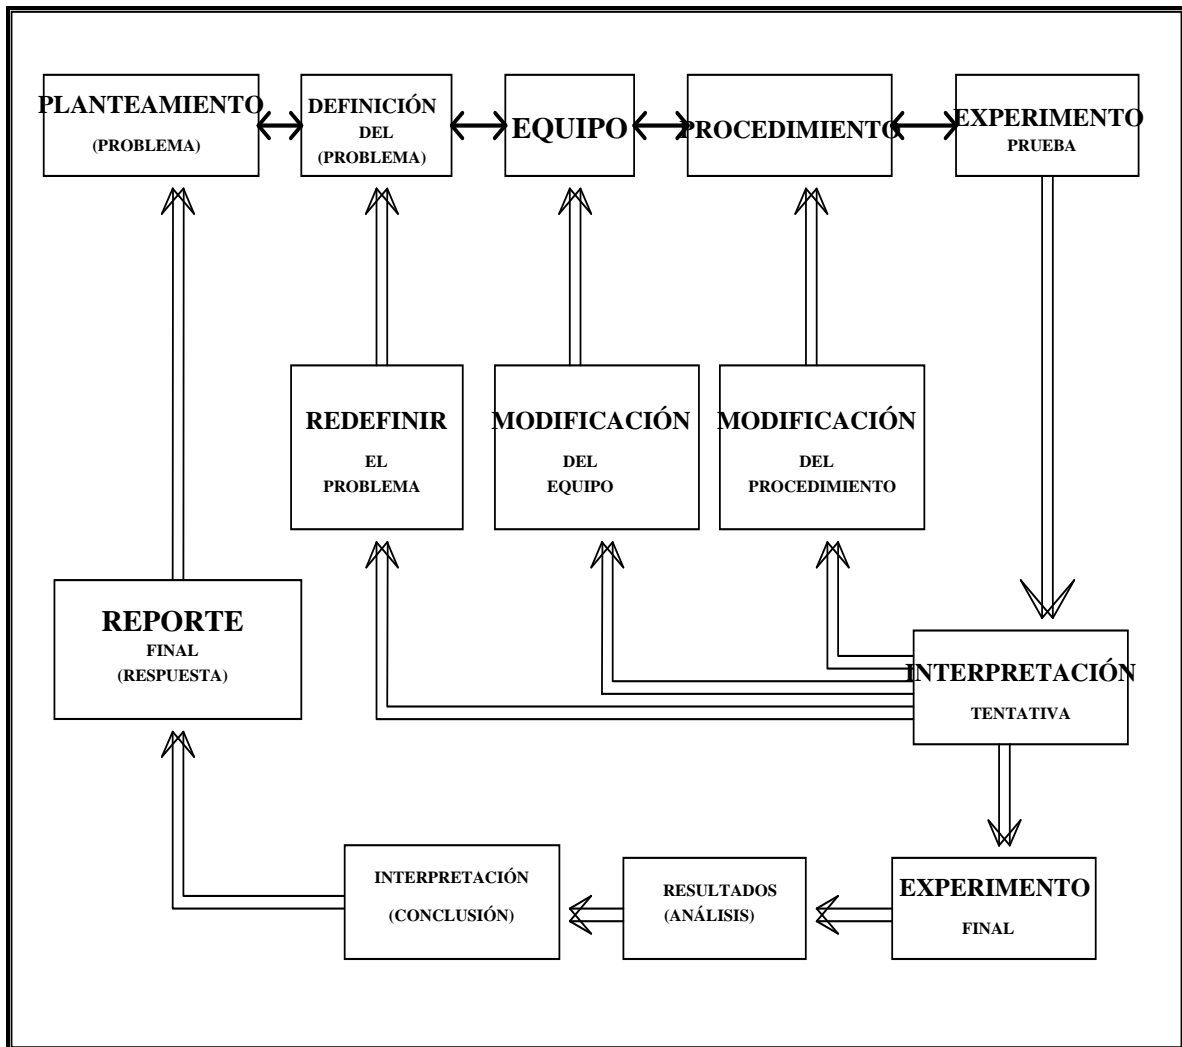 PLANTEAMIENTO
(PROBLEMA)
DEFINICIÓN
DEL
(PROBLEMA)
EQUIPO
PROCEDIMIENTO
EXPERIMENTO
PRUEBA
REDEFINIR
EL
PROBLEMA
MODIFICACIÓN
DEL
EQUIPO
MODIFICACIÓN
DEL
PROCEDIMIENTO
REPORTE
FINAL
(RESPUESTA)
INTERPRETACIÓN
TENTATIVA
INTERPRETACIÓN
(CONCLUSIÓN)
RESULTADOS
(ANÁLISIS)
EXPERIMENTO
FINAL